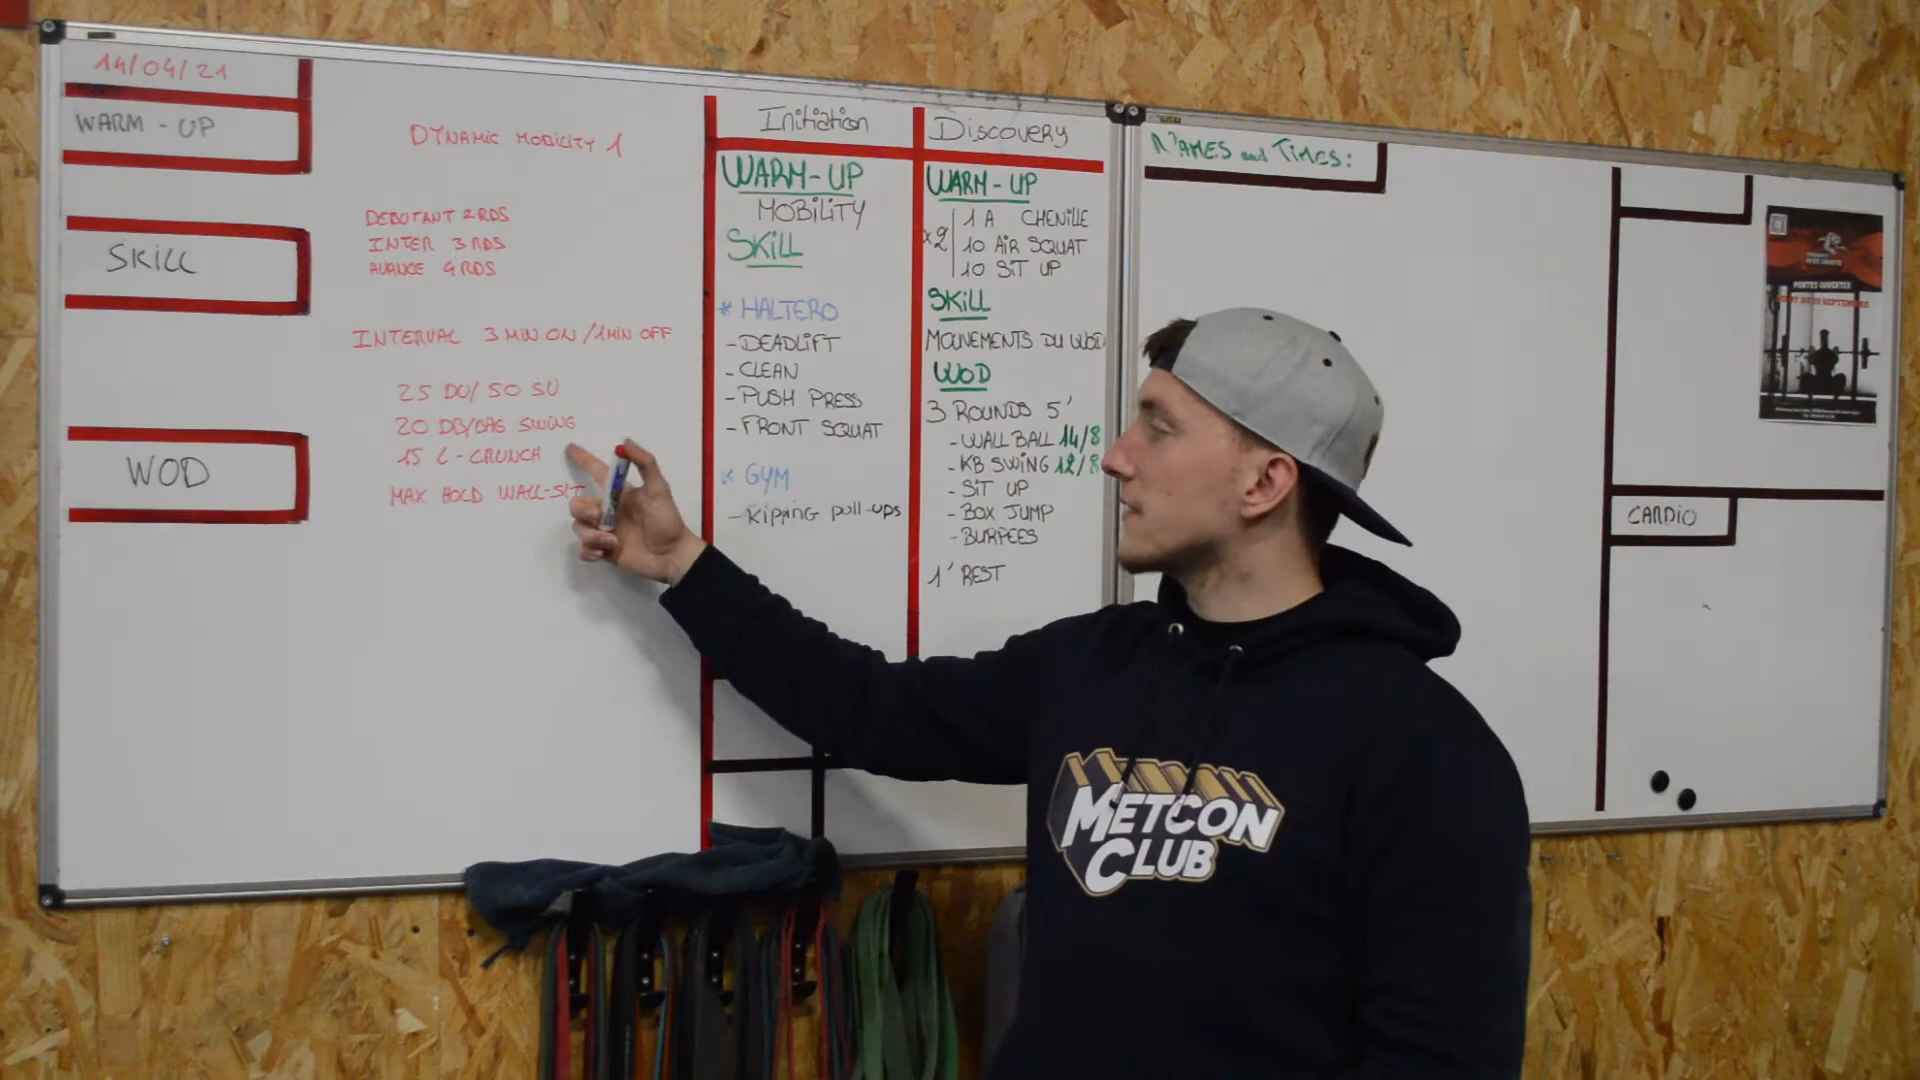 14/04/21
WARM - UP
DYNAMIC MOBILITY 1
DEBUTANT 2 RDS
INTER 3 RDS
AVANCE 4 RDS
SKILL
INTERVAL 3 MIN ON / 1 MIN OFF
25 DU / 50 SU
20 DB/BAG SWING
15 L-CRUNCH
MAX HOLD WALL-SIT
WOD
Initiation
WARM-UP
MOBILITY
SKILL
* HALTERO
- DEADLIFT
- CLEAN
- PUSH PRESS
- FRONT SQUAT
* GYM
- Kipping pull-ups
Discovery
WARM-UP
x2
1 A CHENILLE
10 AIR SQUAT
10 SIT UP
SKILL
MOUVEMENTS DU WOD
WOD
3 ROUNDS 5'
- WALL BALL 14/8
- KB SWING 12/8
- SIT UP
- BOX JUMP
- BURPEES
1' REST
NAMES and TIMES:
PORTES OUVERTES
SEPTEMBRE
CARDIO
METCON
CLUB